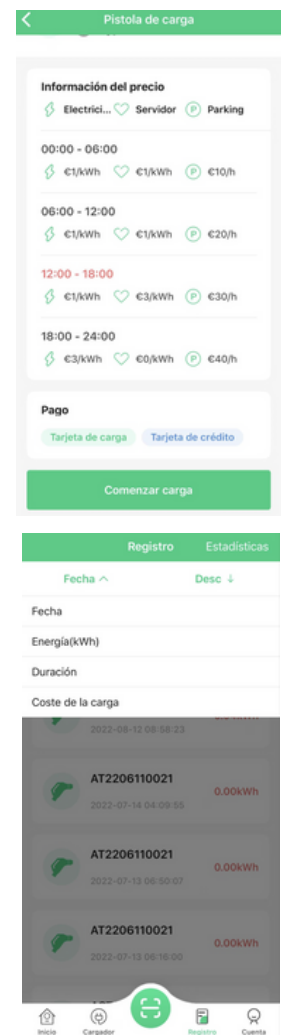 Pistola de carga
Información del precio
Electrici... Servidor P Parking
00:00 - 06:00
€1/kWh €1/kWh P €10/h
06:00 - 12:00
€1/kWh €1/kWh P €20/h
12:00 - 18:00
€1/kWh €3/kWh P €30/h
18:00 - 24:00
€3/kWh €0/kWh P €40/h
Pago
Tarjeta de carga Tarjeta de crédito
Comenzar carga
Registro Estadísticas
Fecha Desc ↓
Fecha
Energía(kWh)
Duración
Coste de la carga
2022-08-12 08:58:23
AT2206110021
0.00kWh
2022-07-14 04:09:55
AT2206110021
0.00kWh
2022-07-13 06:50:07
AT2206110021
0.00kWh
2022-07-13 06:16:00
Inicio Cargador Registro Cuenta